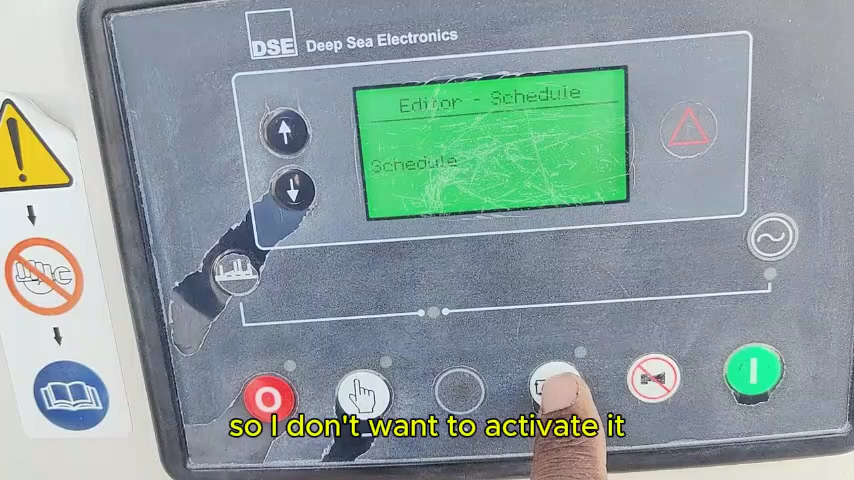 DSE Deep Sea Electronics
Editor - Schedule
Schedule
so I don't want to activate it